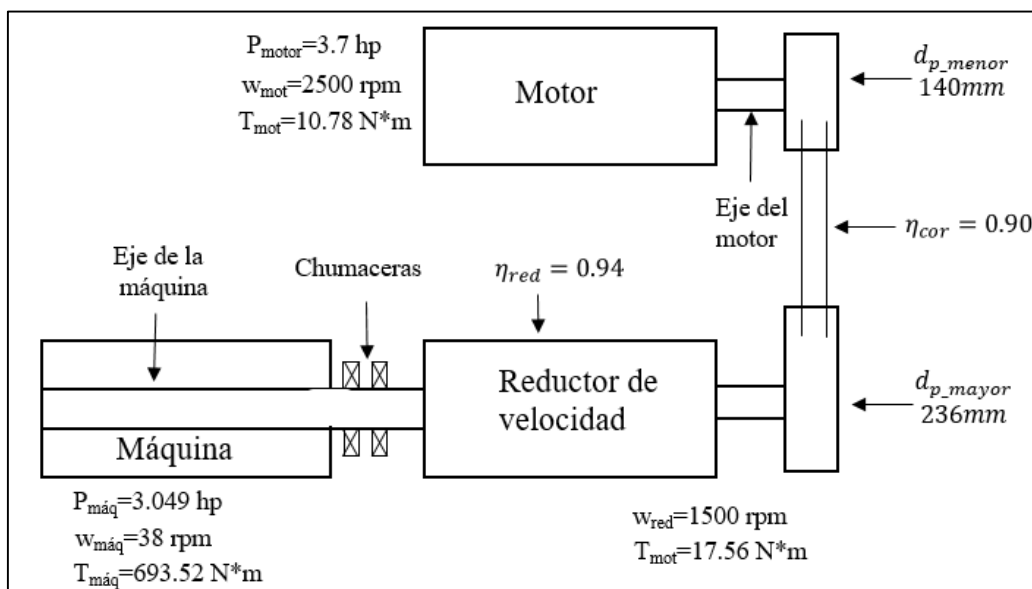 P_motor=3.7 hp
w_mot=2500 rpm
T_mot=10.78 N*m
Motor
d_p_menor
140mm
Eje del
motor
η_cor = 0.90
Eje de la
máquina
Chumaceras
η_red = 0.94
Reductor de
velocidad
d_p_mayor
236mm
Máquina
P_máq=3.049 hp
w_máq=38 rpm
T_máq=693.52 N*m
w_red=1500 rpm
T_mot=17.56 N*m